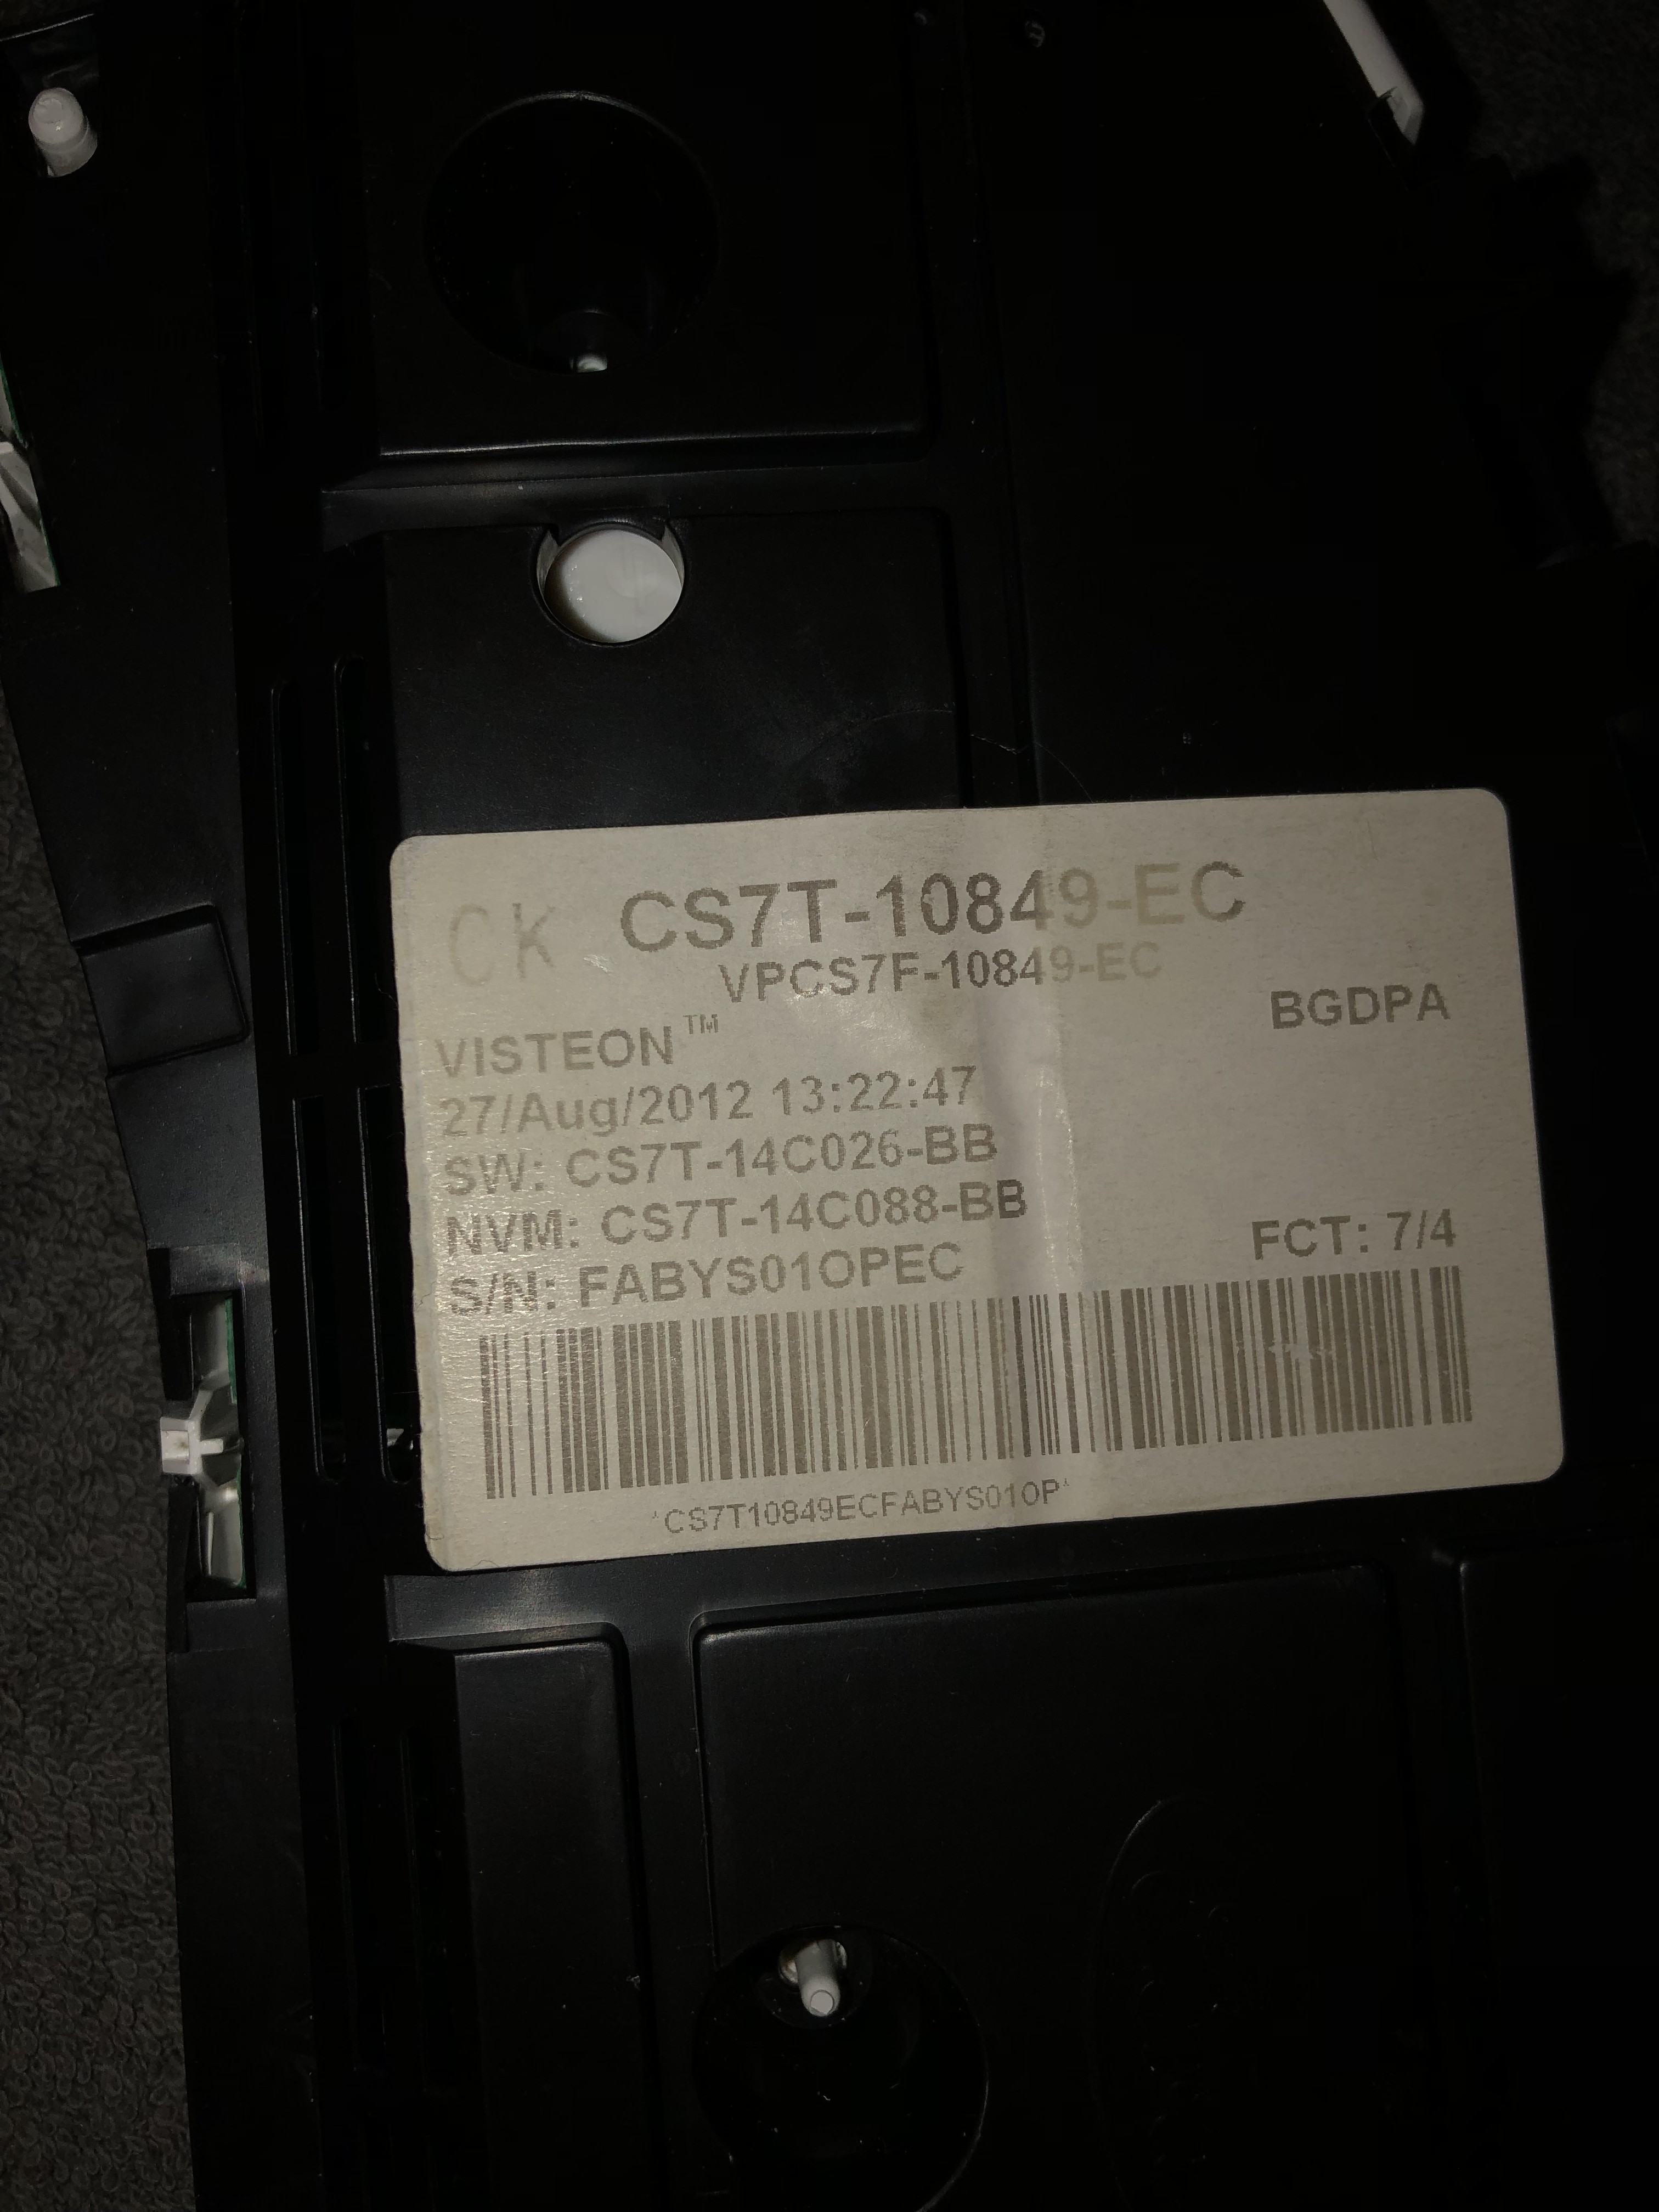 CK CS7T-10849-EC
VPCS7F-10849-EC
VISTEON™ BGDPA
27/Aug/2012 13:22:47
SW: CS7T-14C026-BB
NVM: CS7T-14C088-BB
S/N: FABYS01OPEC FCT: 7/4
'CS7T10849ECFABYS01OP'